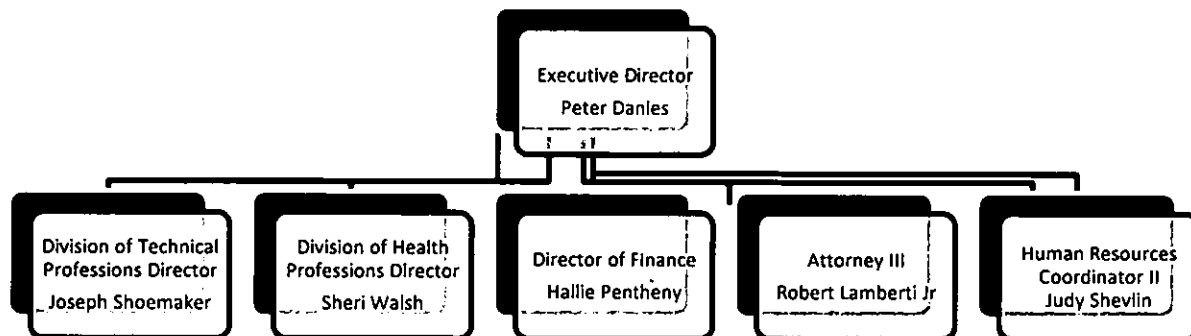 Executive Director
Peter Danles
Division of Technical
Professions Director
Joseph Shoemaker
Division of Health
Professions Director
Sheri Walsh
Director of Finance
Hallie Pentheny
Attorney III
Robert Lamberti Jr
Human Resources
Coordinator II
Judy Shevlin